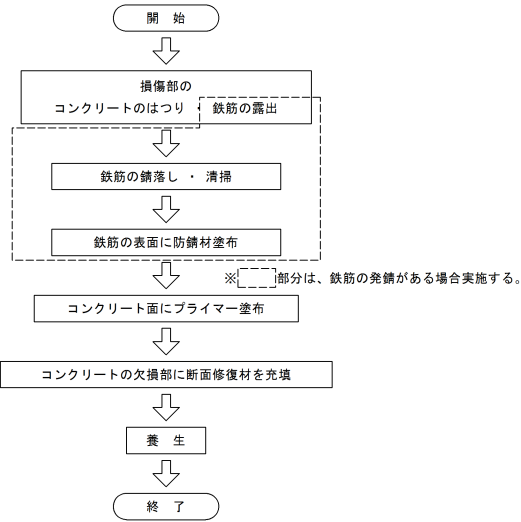 開　始
損傷部の
コンクリートのはつり ・ 鉄筋の露出
鉄筋の錆落し ・ 清掃
鉄筋の表面に防錆材塗布
※　　部分は、鉄筋の発錆がある場合実施する。
コンクリート面にプライマー塗布
コンクリートの欠損部に断面修復材を充填
養　生
終　了